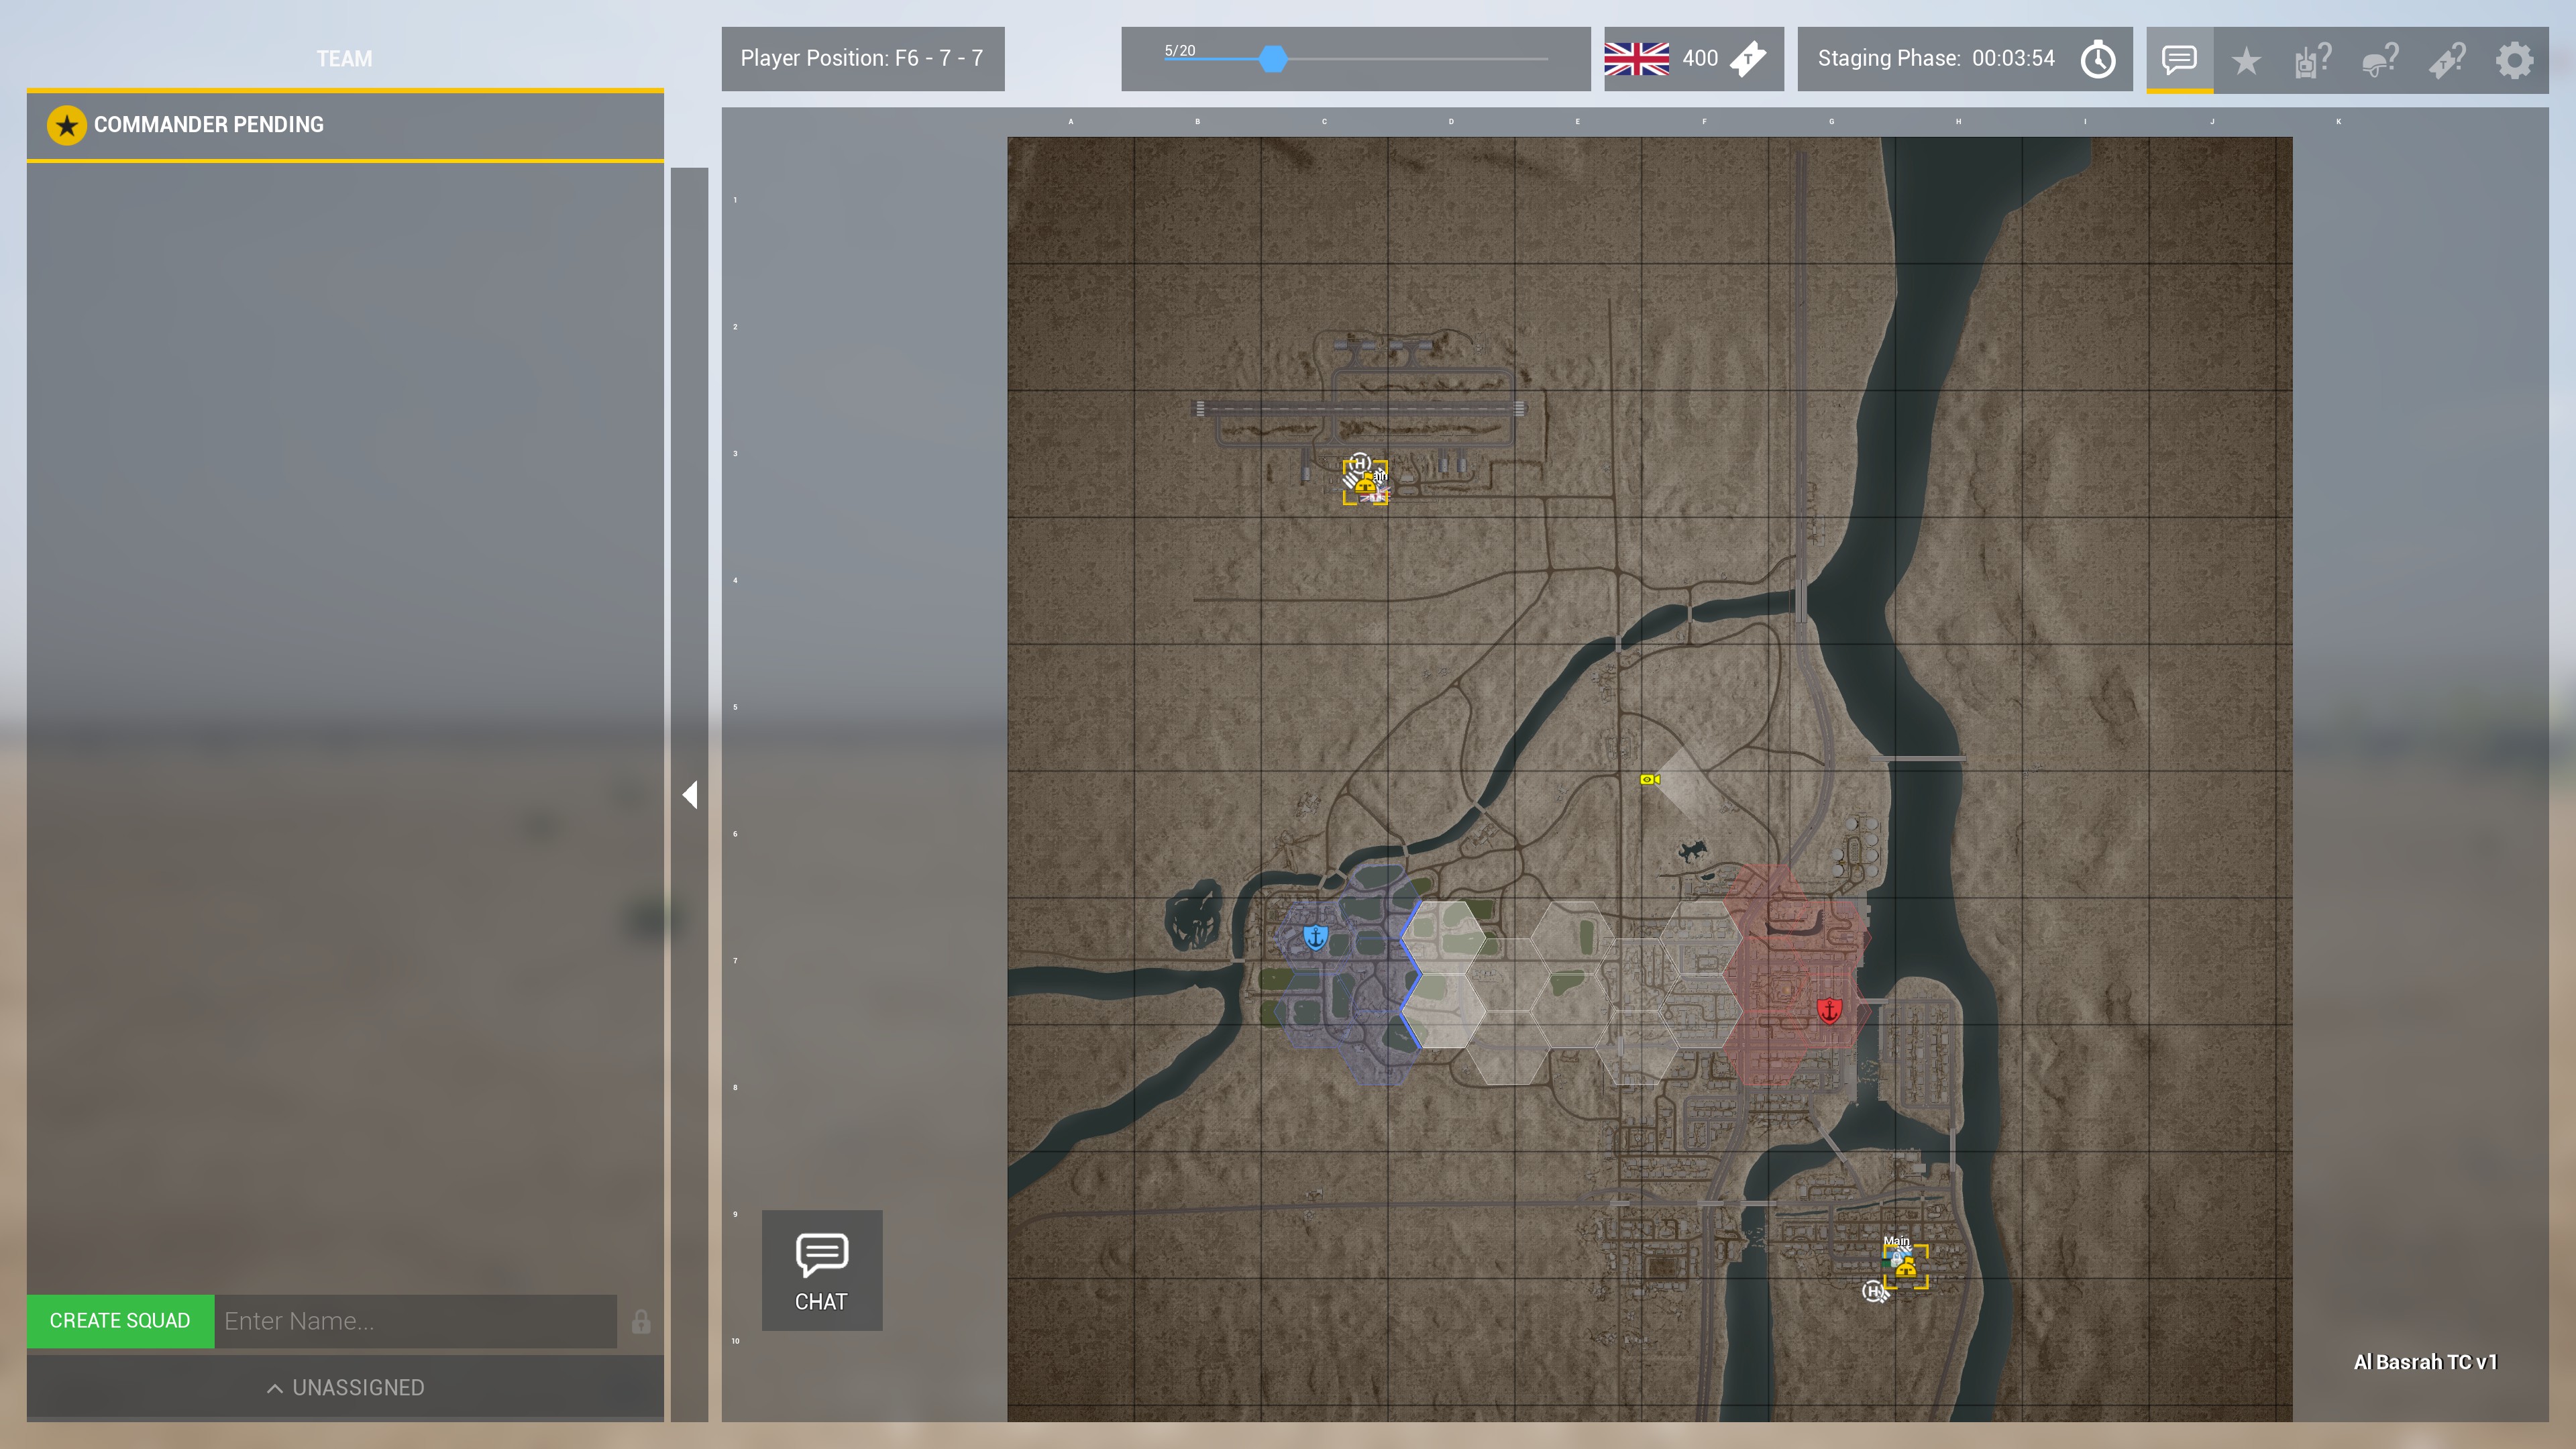 TEAM
Player Position: F6 - 7 - 7
5/20
400
T
Staging Phase: 00:03:54
?
?
T?
COMMANDER PENDING
A B C D E F G H I J K
1
2
3
H
4
5
6
7
8
9
Main
H
10
CHAT
CREATE SQUAD
Enter Name...
UNASSIGNED
Al Basrah TC v1